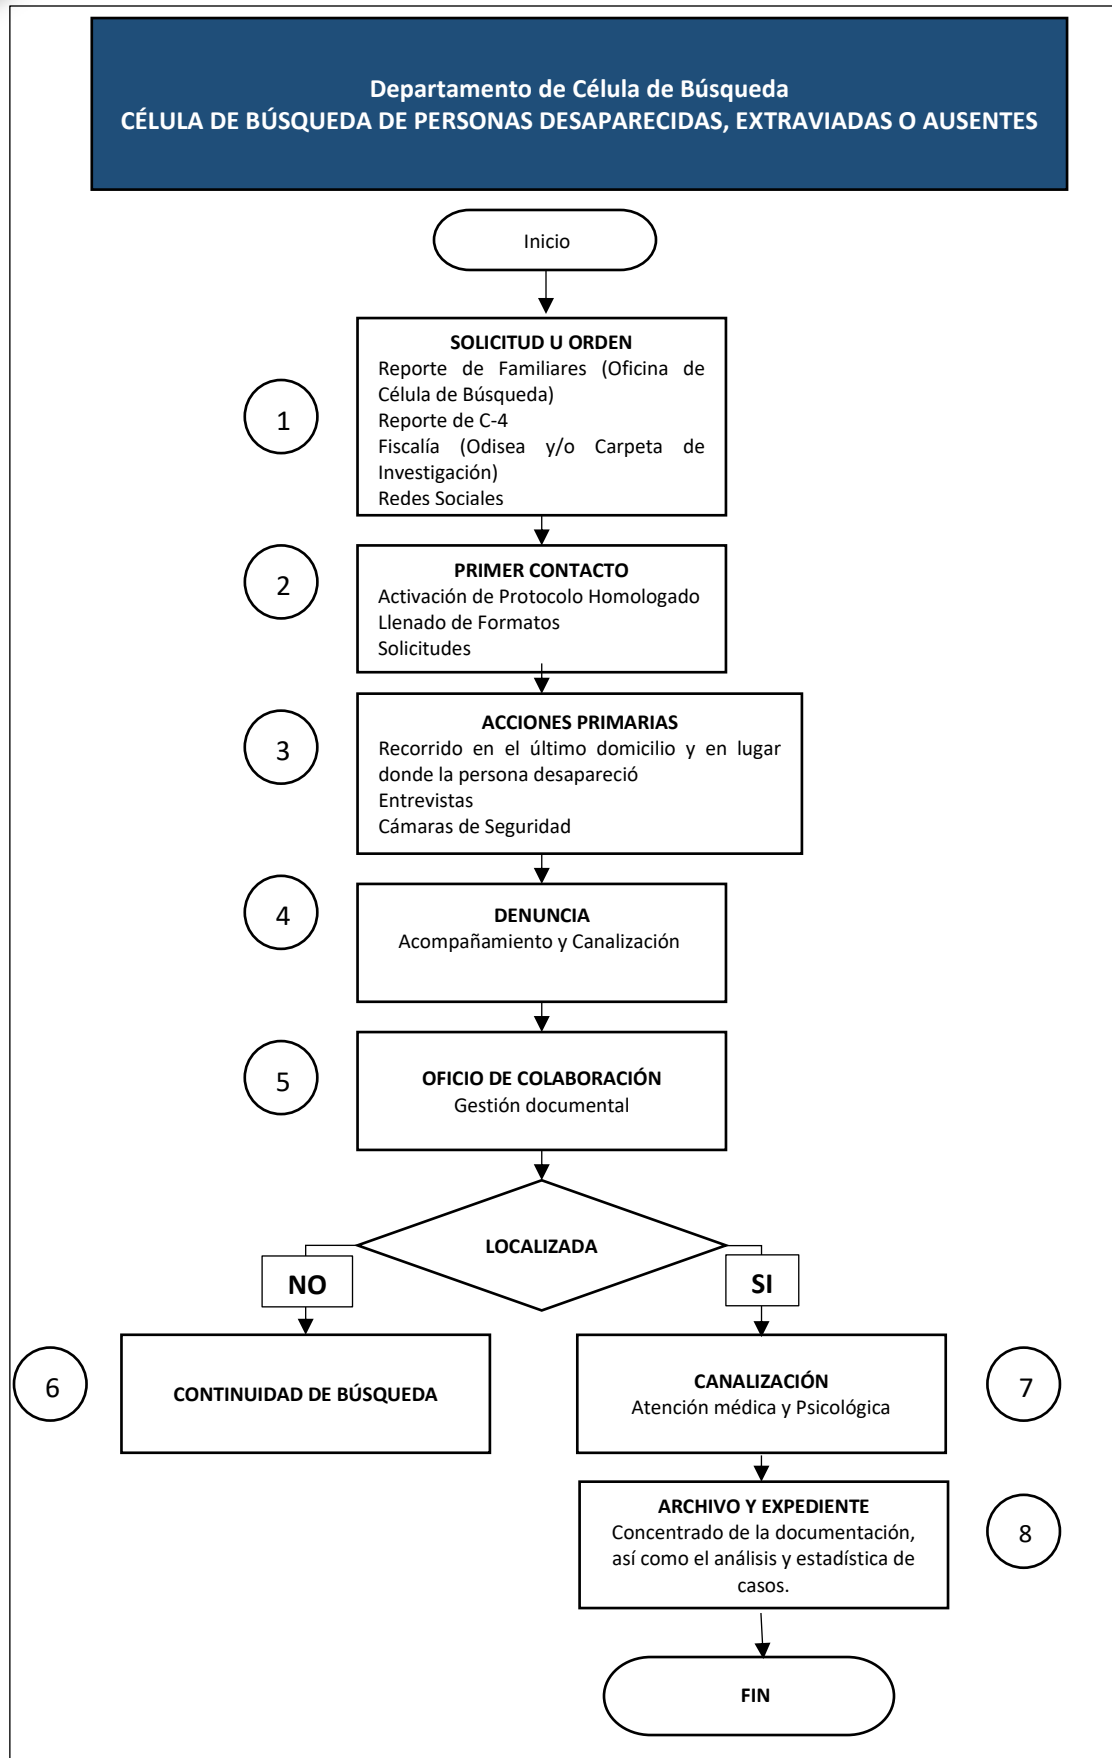 Departamento de Célula de Búsqueda
CÉLULA DE BÚSQUEDA DE PERSONAS DESAPARECIDAS, EXTRAVIADAS O AUSENTES
Inicio
1
SOLICITUD U ORDEN
Reporte de Familiares (Oficina de
Célula de Búsqueda)
Reporte de C-4
Fiscalía (Odisea y/o Carpeta de
Investigación)
Redes Sociales
2
PRIMER CONTACTO
Activación de Protocolo Homologado
Llenado de Formatos
Solicitudes
3
ACCIONES PRIMARIAS
Recorrido en el último domicilio y en lugar
donde la persona desapareció
Entrevistas
Cámaras de Seguridad
4
DENUNCIA
Acompañamiento y Canalización
5
OFICIO DE COLABORACIÓN
Gestión documental
LOCALIZADA
NO
SI
6
CONTINUIDAD DE BÚSQUEDA
CANALIZACIÓN
Atención médica y Psicológica
7
ARCHIVO Y EXPEDIENTE
Concentrado de la documentación,
así como el análisis y estadística de
casos.
8
FIN